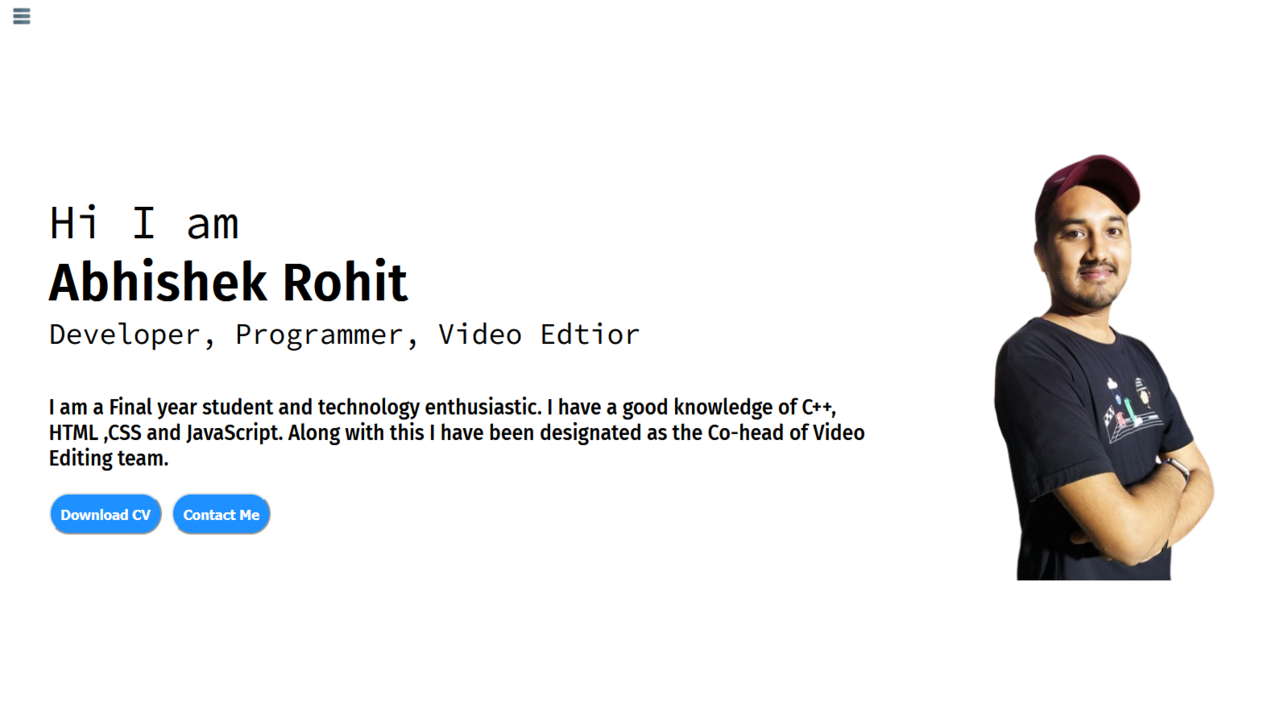 Hi I am
Abhishek Rohit
Developer, Programmer, Video Edtior
I am a Final year student and technology enthusiastic. I have a good knowledge of C++,
HTML ,CSS and JavaScript. Along with this I have been designated as the Co-head of Video
Editing team.
Download CV
Contact Me